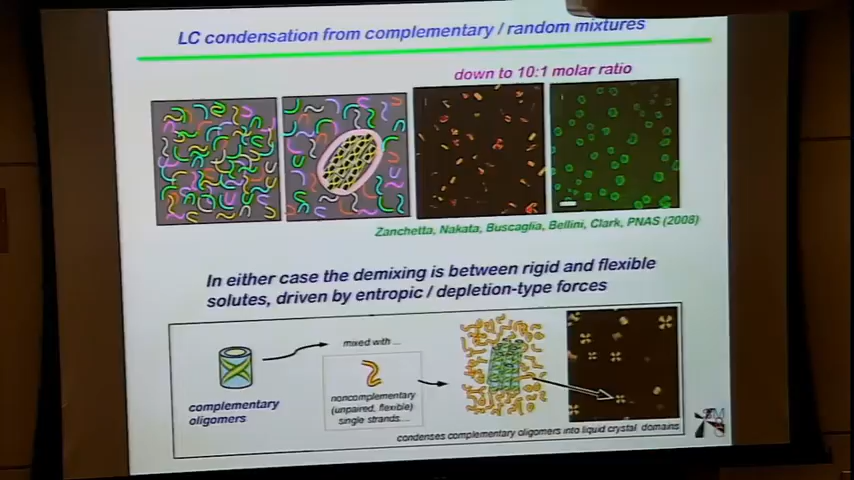 LC condensation from complementary / random mixtures
down to 10:1 molar ratio
Zanchetta, Nakata, Buscaglia, Bellini, Clark, PNAS (2008)
In either case the demixing is between rigid and flexible
solutes, driven by entropic / depletion-type forces
mixed with ...
complementary
oligomers
noncomplementary
(unpaired, flexible)
single strands...
condenses complementary oligomers into liquid crystal domains